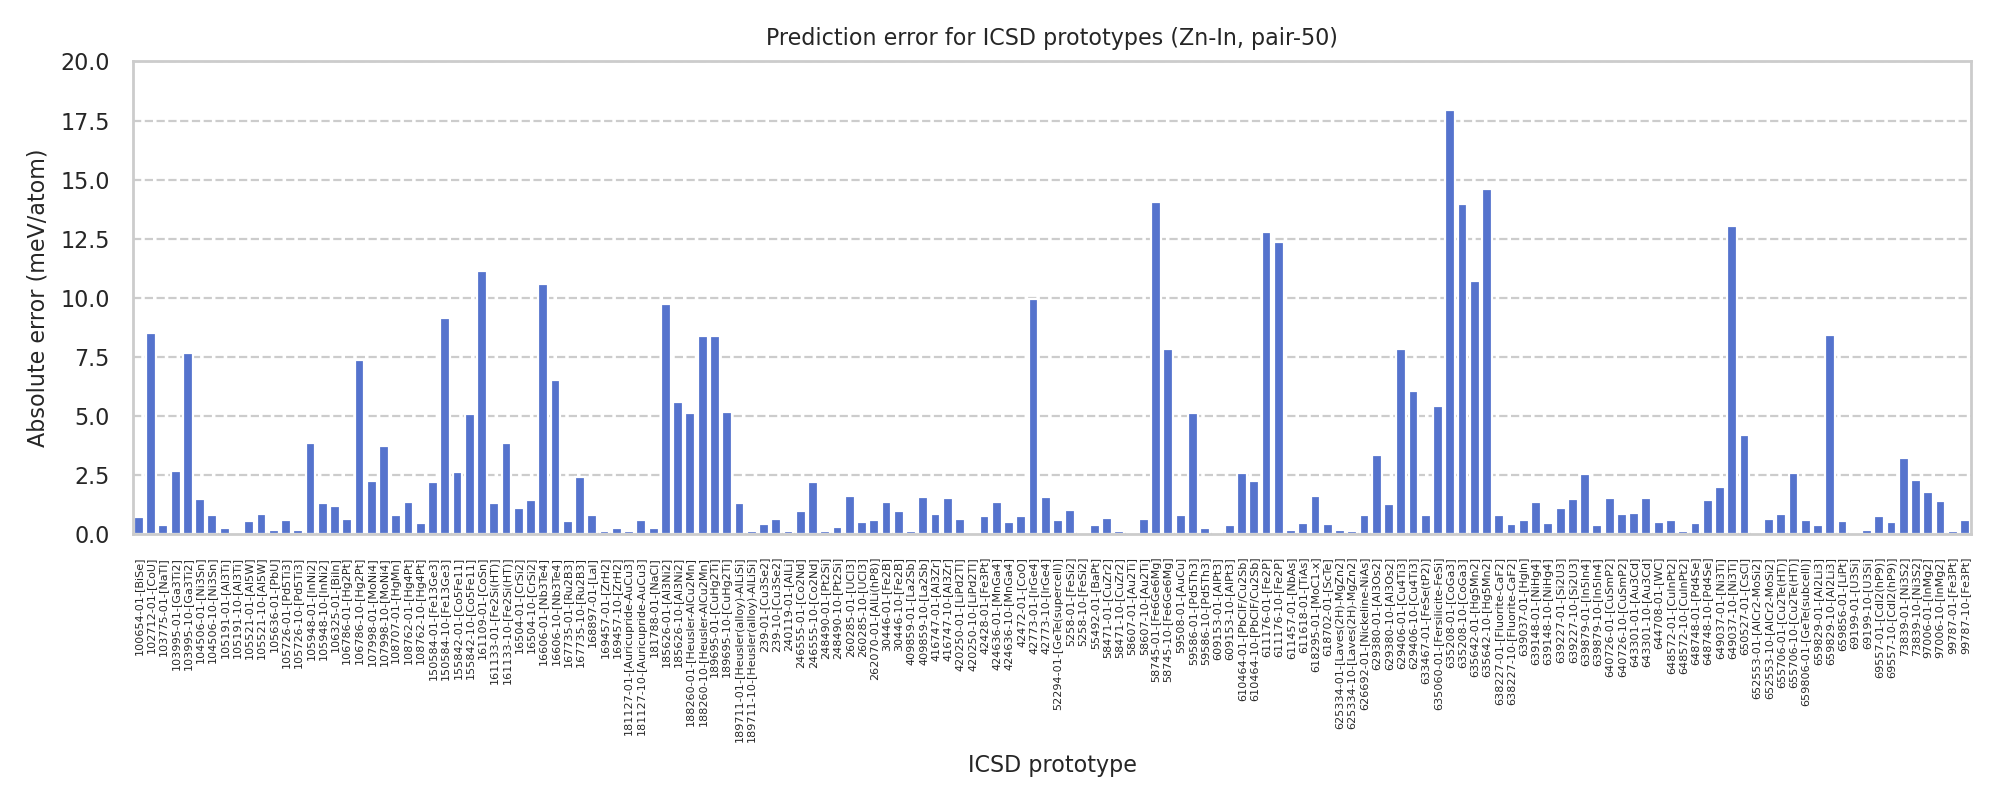 Prediction error for ICSD prototypes (Zn-In, pair-50)
Absolute error (meV/atom)
20.0
17.5
15.0
12.5
10.0
7.5
5.0
2.5
0.0
100654-01-[BiSe]
102712-01-[CoU]
103775-01-[NaTl]
103995-01-[Ga3Ti2]
103995-10-[Ga3Ti2]
104506-01-[Ni3Sn]
104506-10-[Ni3Sn]
105191-01-[Al3Ti]
105191-10-[Al3Ti]
105521-01-[Al5W]
105521-10-[Al5W]
105636-01-[PbU]
105726-01-[Pd5Ti3]
105726-10-[Pd5Ti3]
105948-01-[InNi2]
105948-10-[InNi2]
106325-01-[BiIn]
106786-01-[Hg2Pt]
106786-10-[Hg2Pt]
107998-01-[MoNi4]
107998-10-[MoNi4]
108707-01-[HgMn]
108762-01-[Hg4Pt]
108762-10-[Hg4Pt]
150584-01-[Fe13Ge3]
150584-10-[Fe13Ge3]
155842-01-[Co5Fe11]
155842-10-[Co5Fe11]
161109-01-[CoSn]
161133-01-[Fe2Si(HT)]
161133-10-[Fe2Si(HT)]
16504-01-[CrSi2]
16504-10-[CrSi2]
16606-01-[Nb3Te4]
16606-10-[Nb3Te4]
167735-01-[Ru2B3]
167735-10-[Ru2B3]
168897-01-[LaI]
169457-01-[ZrH2]
169457-10-[ZrH2]
181127-01-[Auricupride-AuCu3]
181127-10-[Auricupride-AuCu3]
181788-01-[NaCl]
185626-01-[Al3Ni2]
185626-10-[Al3Ni2]
188260-01-[Heusler-AlCu2Mn]
188260-10-[Heusler-AlCu2Mn]
189695-01-[CuHg2Ti]
189695-10-[CuHg2Ti]
189711-01-[Heusler(alloy)-AlLiSi]
189711-10-[Heusler(alloy)-AlLiSi]
239-01-[Cu3Se2]
239-10-[Cu3Se2]
240119-01-[AlLi]
246555-01-[Co2Nd]
246555-10-[Co2Nd]
248490-01-[Pt2Si]
248490-10-[Pt2Si]
260285-01-[UCl3]
260285-10-[UCl3]
262070-01-[AlLi(hP8)]
30446-01-[Fe2B]
30446-10-[Fe2B]
409859-01-[La2Sb]
409859-10-[La2Sb]
416747-01-[Al3Zr]
416747-10-[Al3Zr]
420250-01-[LiPd2Tl]
420250-10-[LiPd2Tl]
42428-01-[Fe3Pt]
424636-01-[MnGa4]
424636-10-[MnGa4]
42472-01-[CoO]
42773-01-[IrGe4]
42773-10-[IrGe4]
52294-01-[GeTe(supercell)]
5258-01-[FeSi2]
5258-10-[FeSi2]
55492-01-[BaPt]
58471-01-[CuZr2]
58471-10-[CuZr2]
58607-01-[Au2Ti]
58607-10-[Au2Ti]
58745-01-[Fe6Ge6Mg]
58745-10-[Fe6Ge6Mg]
59508-01-[AuCu]
59586-01-[Pd5Th3]
59586-10-[Pd5Th3]
609153-01-[AlPt3]
609153-10-[AlPt3]
610464-01-[PbClF/Cu2Sb]
610464-10-[PbClF/Cu2Sb]
611176-01-[Fe2P]
611176-10-[Fe2P]
611457-01-[NbAs]
611618-01-[TiAs]
618295-01-[MoC1-x]
618702-01-[ScTe]
625334-01-[Laves(2H)-MgZn2]
625334-10-[Laves(2H)-MgZn2]
626692-01-[Nickeline-NiAs]
629380-01-[Al3Os2]
629380-10-[Al3Os2]
629406-01-[Cu4Ti3]
629406-10-[Cu4Ti3]
633467-01-[FeSe(tP2)]
635060-01-[Fersilicite-FeSi]
635208-01-[CoGa3]
635208-10-[CoGa3]
635642-01-[Hg5Mn2]
635642-10-[Hg5Mn2]
638227-01-[Fluorite-CaF2]
638227-10-[Fluorite-CaF2]
639037-01-[HgIn]
639148-01-[NiHg4]
639148-10-[NiHg4]
639227-01-[Si2U3]
639227-10-[Si2U3]
639879-01-[InSIn4]
639879-10-[InSIn4]
640726-01-[CuSmP2]
640726-10-[CuSmP2]
643301-01-[Au3Cd]
643301-10-[Au3Cd]
644708-01-[WC]
648572-01-[CuInPt2]
648572-10-[CuInPt2]
648748-01-[Pd4Se]
648748-10-[Pd4Se]
649037-01-[Ni3Ti]
649037-10-[Ni3Ti]
650527-01-[CsCl]
652553-01-[AlCr2-MoSi2]
652553-10-[AlCr2-MoSi2]
655706-01-[Cu2Te(HT)]
655706-10-[Cu2Te(HT)]
659806-01-[GeTe(subcell)]
659829-01-[Al2Li3]
659829-10-[Al2Li3]
659856-01-[LiPt]
69199-01-[U3Si]
69199-10-[U3Si]
69557-01-[CdI2(hP9)]
69557-10-[CdI2(hP9)]
73839-01-[Ni3S2]
73839-10-[Ni3S2]
97006-01-[InMg2]
97006-10-[InMg2]
99787-01-[Fe3Pt]
99787-10-[Fe3Pt]
ICSD prototype